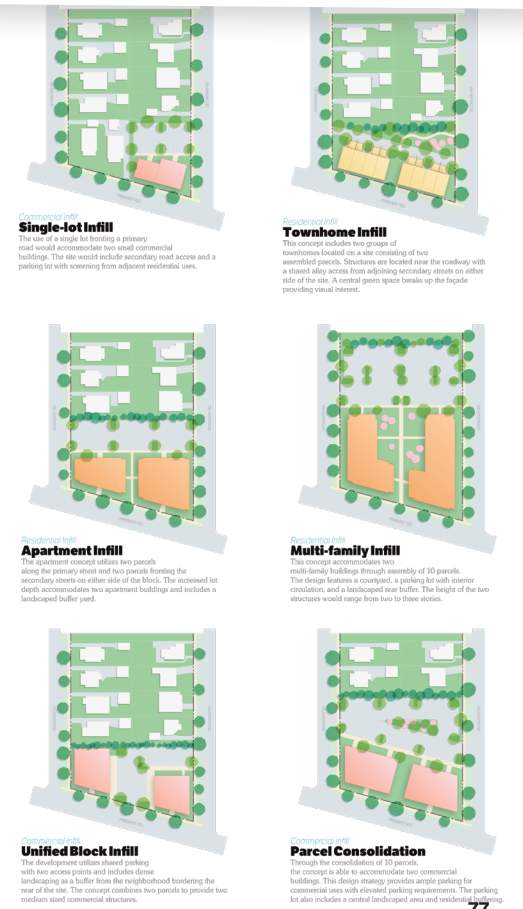 Commercial Infill
Single-lot Infill
The use of a single lot fronting a primary
road would accommodate two small commercial
buildings. The site would include secondary road access and a
parking lot with screening from adjacent residential uses.
Residential Infill
Townhome Infill
This concept includes two groups of
townhomes located on a site consisting of two
assembled parcels. Structures are located near the roadway with
a shared alley access from adjoining secondary streets on either
side of the site. A central green space breaks up the façade
providing visual interest.
Residential Infill
Apartment Infill
The apartment concept utilizes two parcels
along the primary street and two parcels fronting the
secondary streets on either side of the block. The increased lot
depth accommodates two apartment buildings and includes a
landscaped buffer yard.
Residential Infill
Multi-family Infill
This concept accommodates two
multi-family buildings through assembly of 10 parcels.
The design features a courtyard, a parking lot with interior
circulation, and a landscaped rear buffer. The height of the two
structures would range from two to three stories.
Commercial Infill
Unified Block Infill
The development utilizes shared parking
with two access points and includes dense
landscaping as a buffer from the neighborhood bordering the
rear of the site. The concept combines two parcels to provide two
medium sized commercial structures.
Commercial Infill
Parcel Consolidation
Through the consolidation of 10 parcels,
the concept is able to accommodate two commercial
buildings. This design strategy provides ample parking for
commercial uses with elevated parking requirements. The parking
lot also includes a central landscaped area and residential buffering.
77